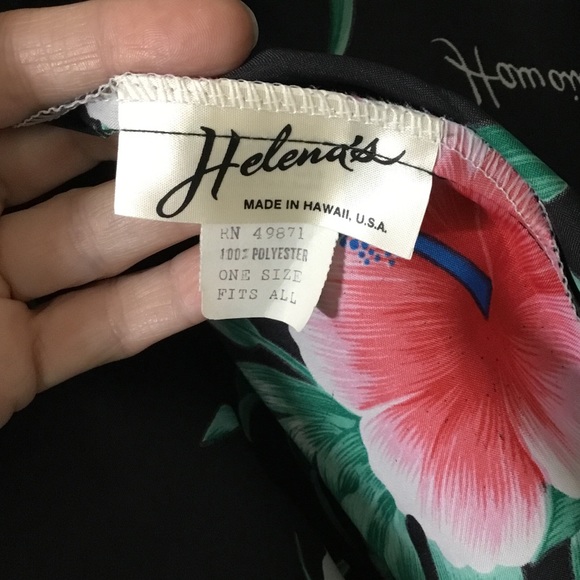 Helena's
MADE IN HAWAII, U.S.A.
RN 49871
100% POLYESTER
ONE SIZE
FITS ALL